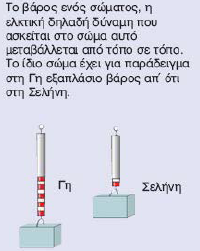 Το βάρος ενός σώματος, η
ελκτική δηλαδή δύναμη που
ασκείται στο σώμα αυτό
μεταβάλλεται από τόπο σε τόπο.
Το ίδιο σώμα έχει για παράδειγμα
στη Γη εξαπλάσιο βάρος απ' ότι
στη Σελήνη.
Γη
Σελήνη